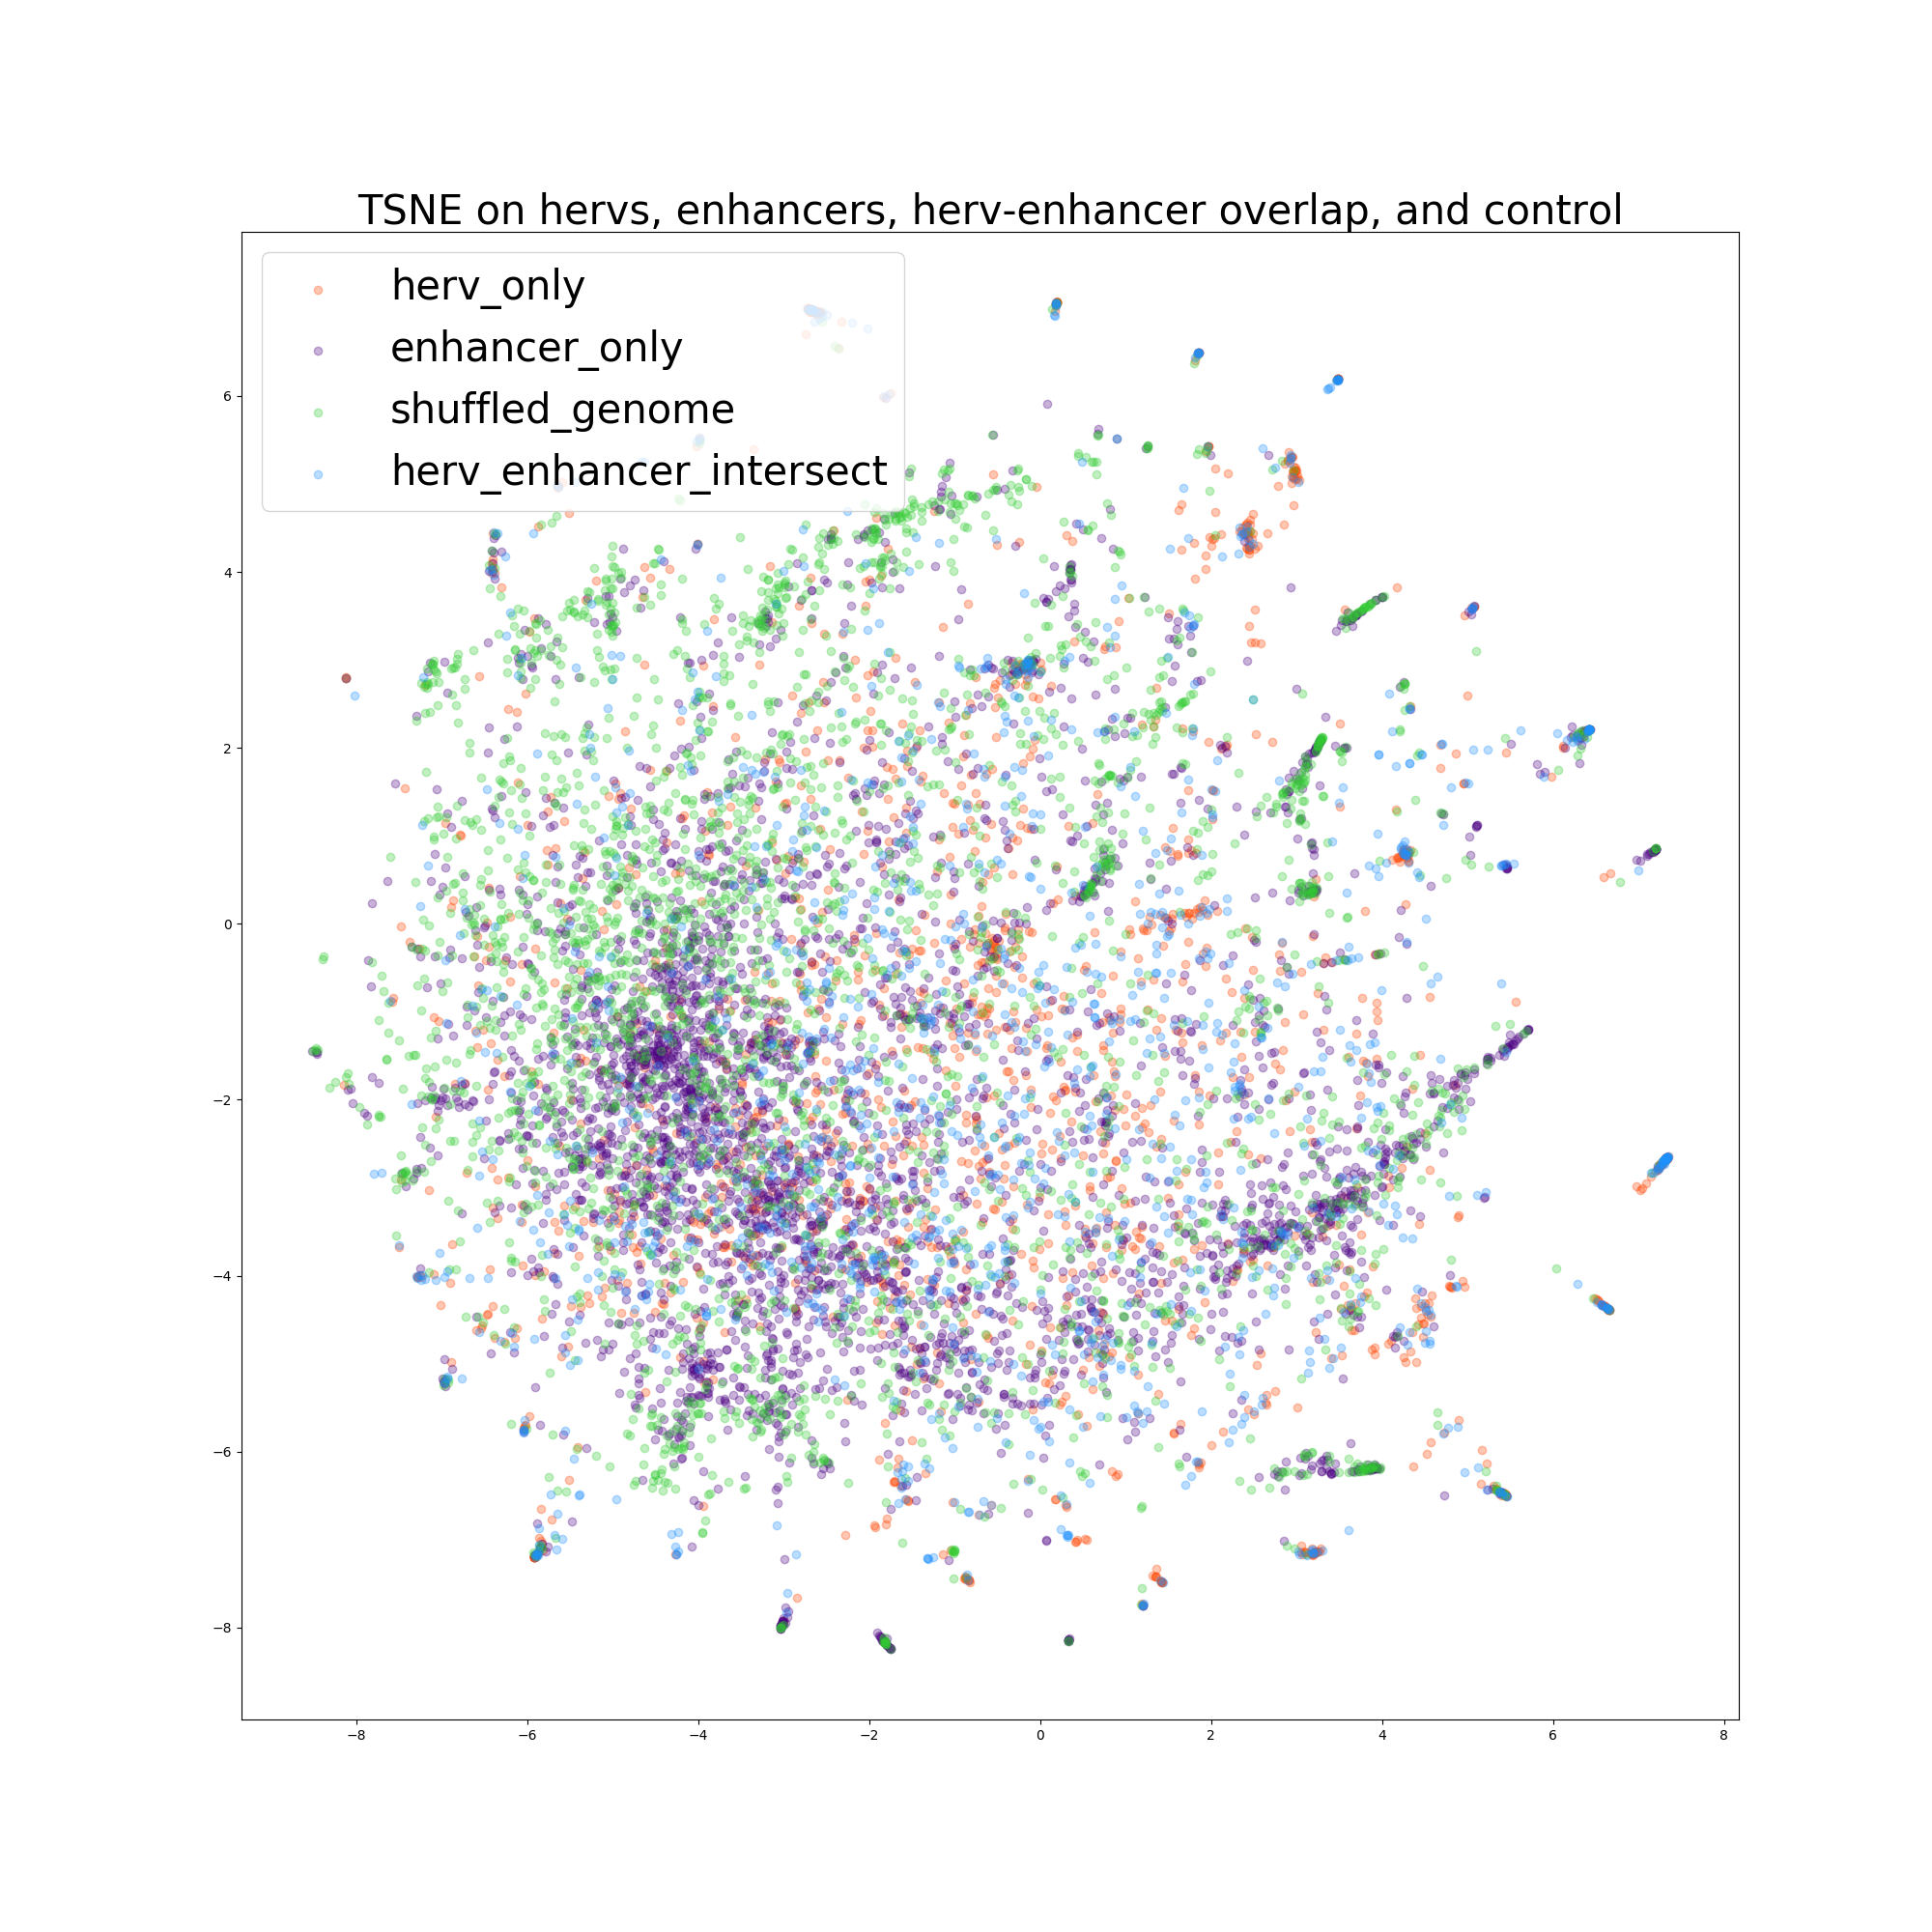 TSNE on hervs, enhancers, herv-enhancer overlap, and control
herv_only
enhancer_only
shuffled_genome
herv_enhancer_intersect
6
4
2
0
−2
−4
−6
−8
−8 −6 −4 −2 0 2 4 6 8